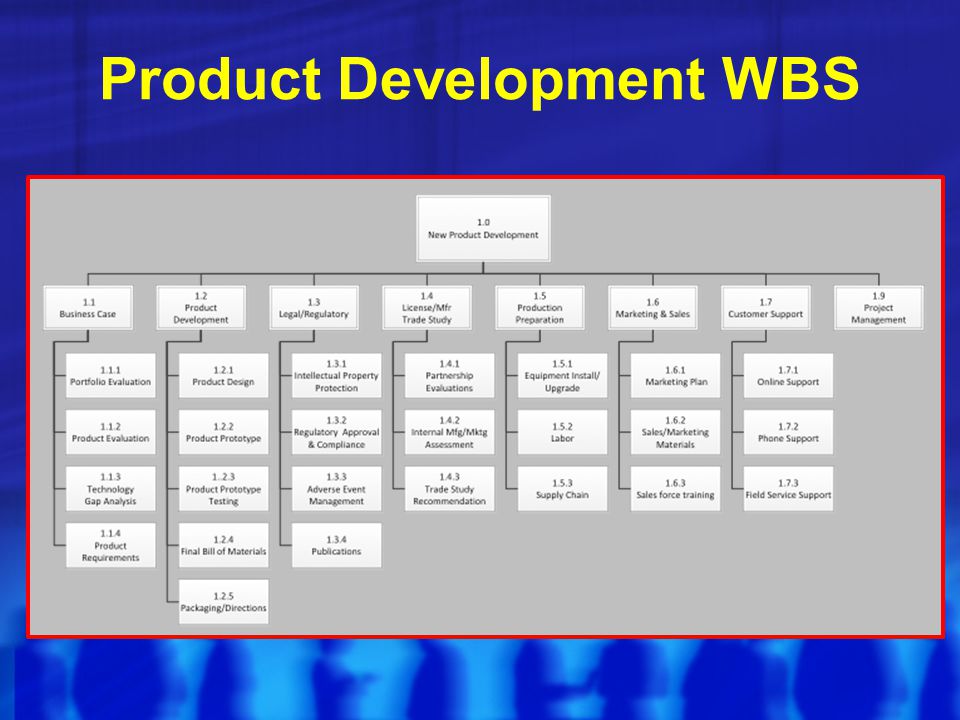 Product Development WBS
1.0
New Product Development
1.1
Business Case
1.2
Product
Development
1.3
Legal/Regulatory
1.4
License/Mfr
Trade Study
1.5
Production
Preparation
1.6
Marketing & Sales
1.7
Customer Support
1.9
Project
Management
1.1.1
Portfolio Evaluation
1.1.2
Product Evaluation
1.1.3
Technology
Gap Analysis
1.1.4
Product
Requirements
1.2.1
Product Design
1.2.2
Product Prototype
1..2.3
Product Prototype
Testing
1.2.4
Final Bill of Materials
1.2.5
Packaging/Directions
1.3.1
Intellectual Property
Protection
1.3.2
Regulatory Approval
& Compliance
1.3.3
Adverse Event
Management
1.3.4
Publications
1.4.1
Partnership
Evaluations
1.4.2
Internal Mfg/Mktg
Assessment
1.4.3
Trade Study
Recommendation
1.5.1
Equipment Install/
Upgrade
1.5.2
Labor
1.5.3
Supply Chain
1.6.1
Marketing Plan
1.6.2
Sales/Marketing
Materials
1.6.3
Sales force training
1.7.1
Online Support
1.7.2
Phone Support
1.7.3
Field Service Support